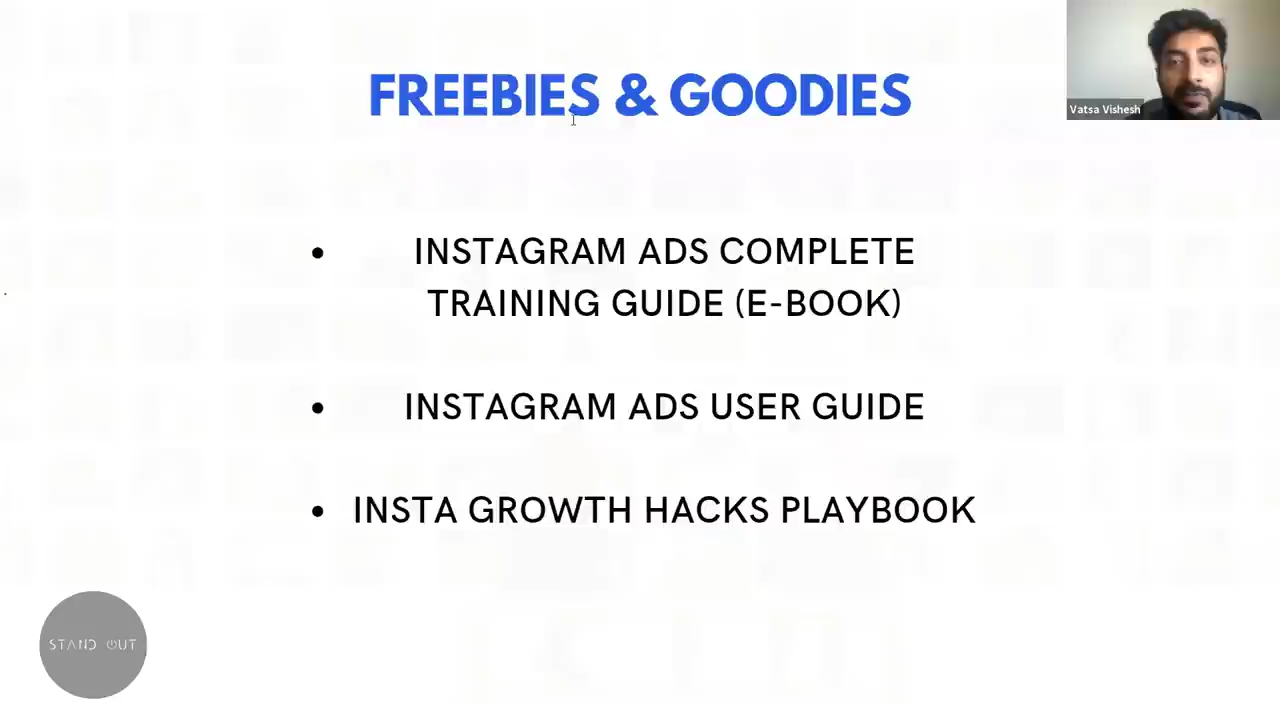 FREEBIES & GOODIES
Vatsa Vishesh
• INSTAGRAM ADS COMPLETE
TRAINING GUIDE (E-BOOK)
• INSTAGRAM ADS USER GUIDE
• INSTA GROWTH HACKS PLAYBOOK
STAND OUT